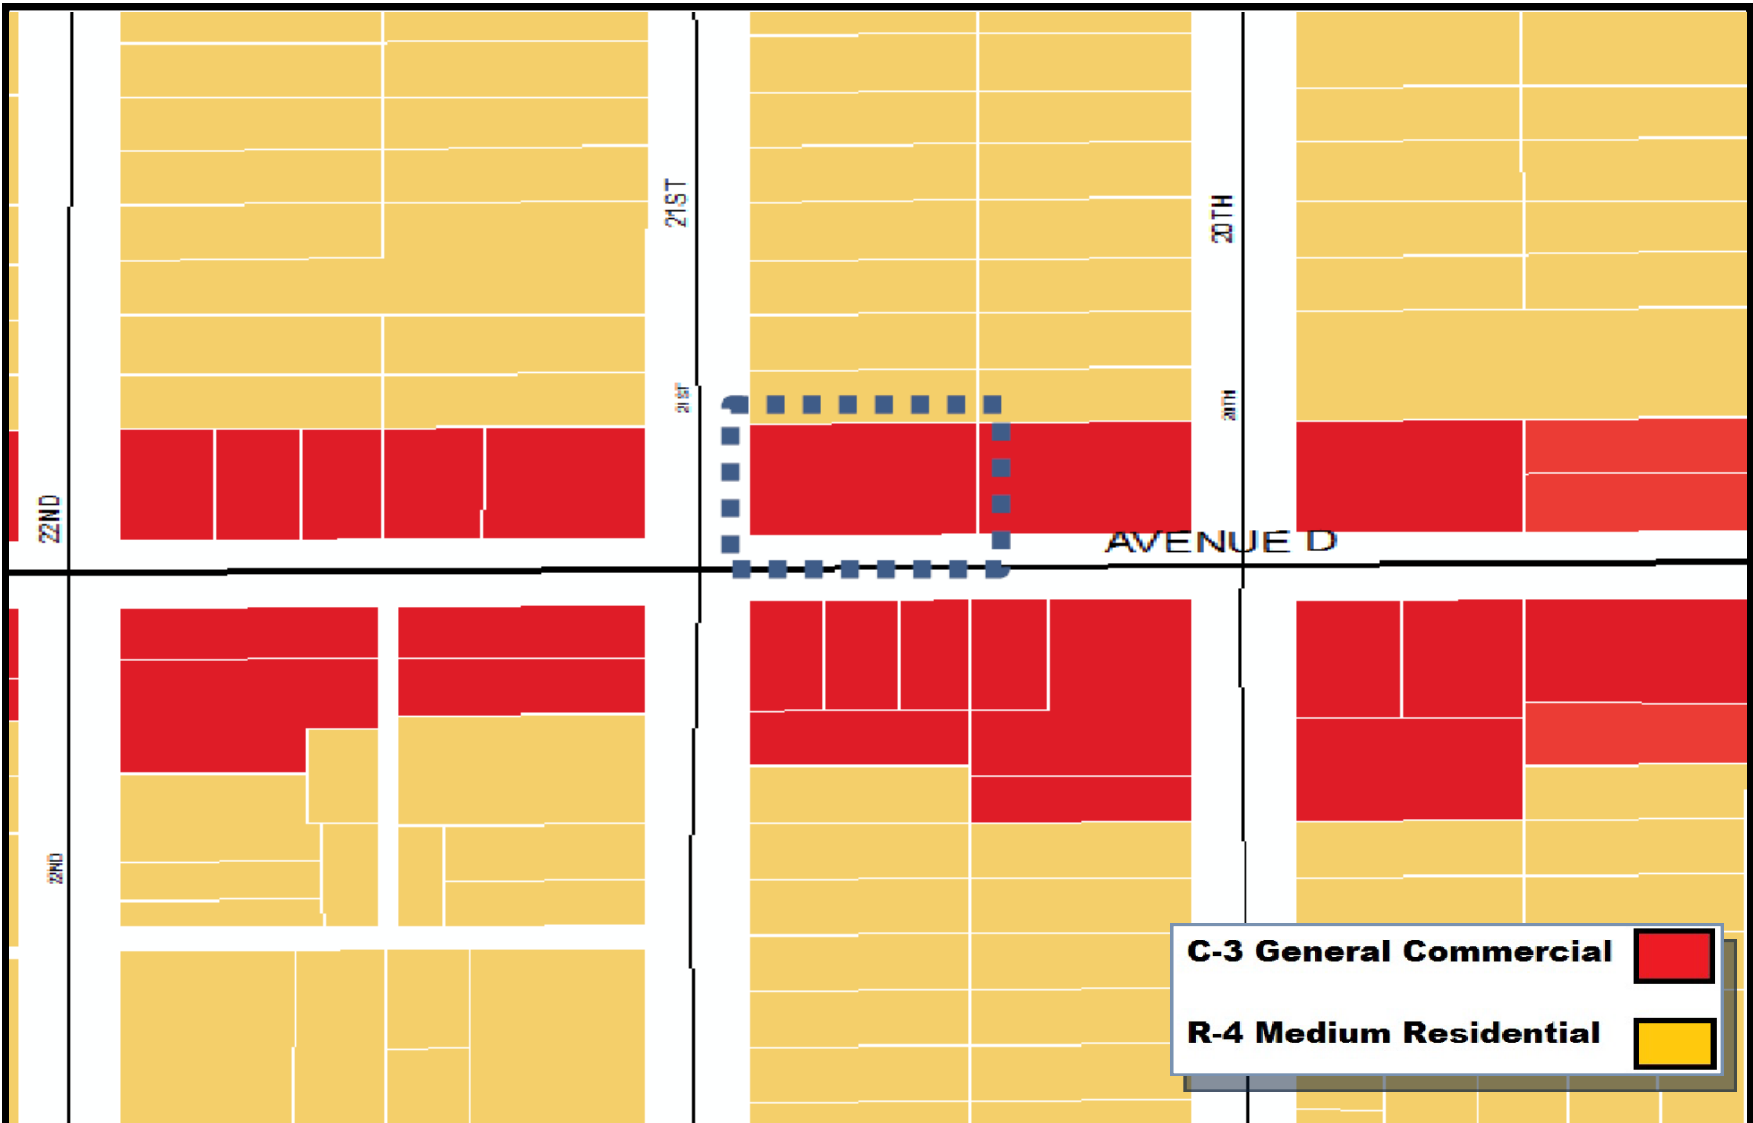 21ST
20TH
21ST
20TH
22ND
AVENUE D
22ND
C-3 General Commercial
R-4 Medium Residential